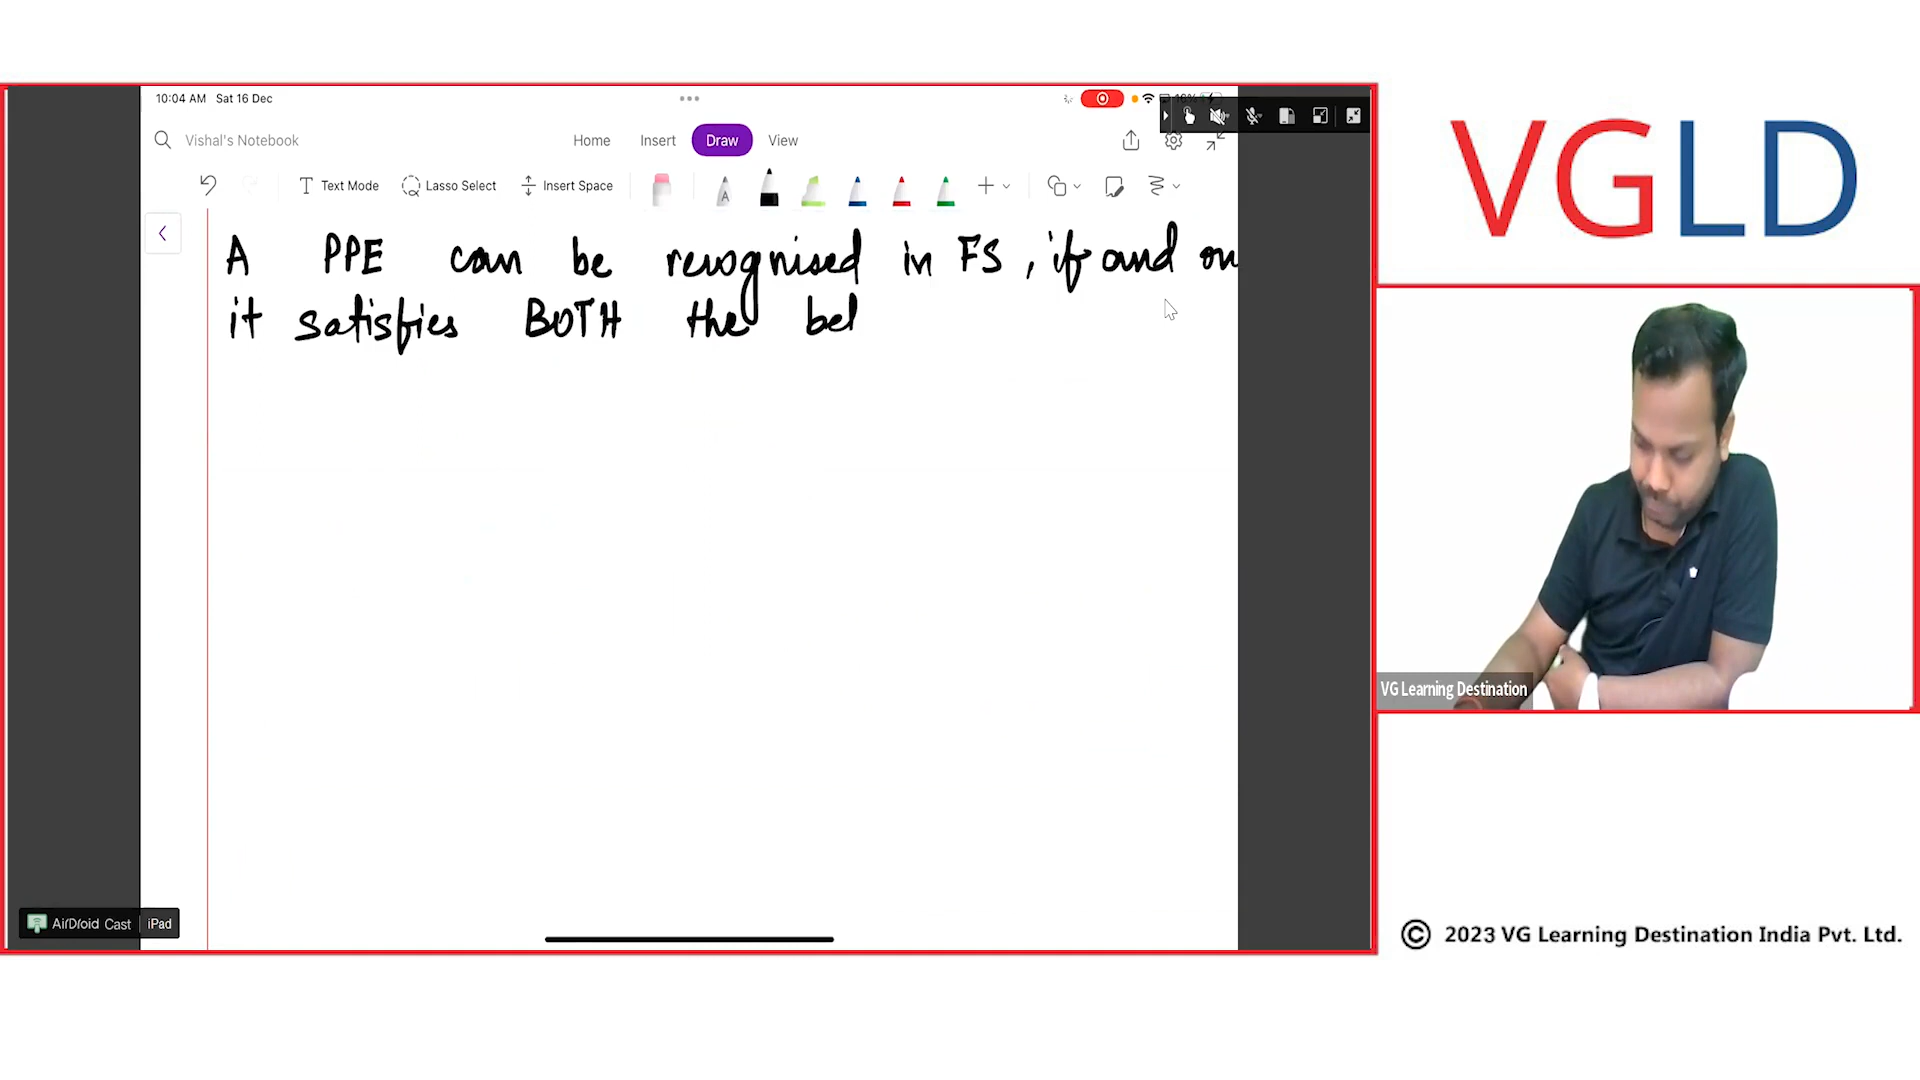 10:04 AM Sat 16 Dec
Vishal's Notebook Home Insert Draw View
Text Mode Lasso Select Insert Space
A PPE can be recognised in FS, if and on
it satisfies BOTH the bel
VGLD
VG Learning Destination
AirDroid Cast iPad
© 2023 VG Learning Destination India Pvt. Ltd.